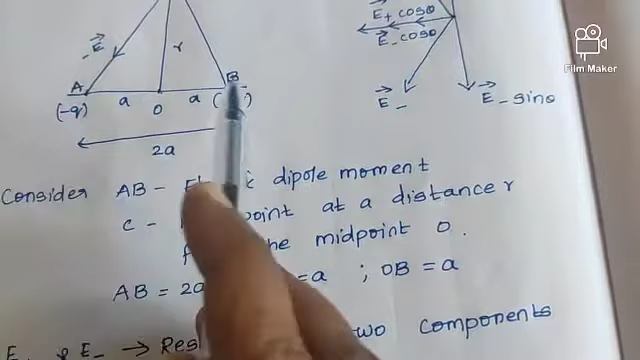 E₊ cosθ
E₋ cosθ
-E
r
A
B
(-q)
a
O
a
2a
E₋
E₋ sinθ
Film Maker
Consider AB - dipole moment
C - point at a distance r
the midpoint O.
AB = 2a = a ; OB = a
E₋ → Res two components